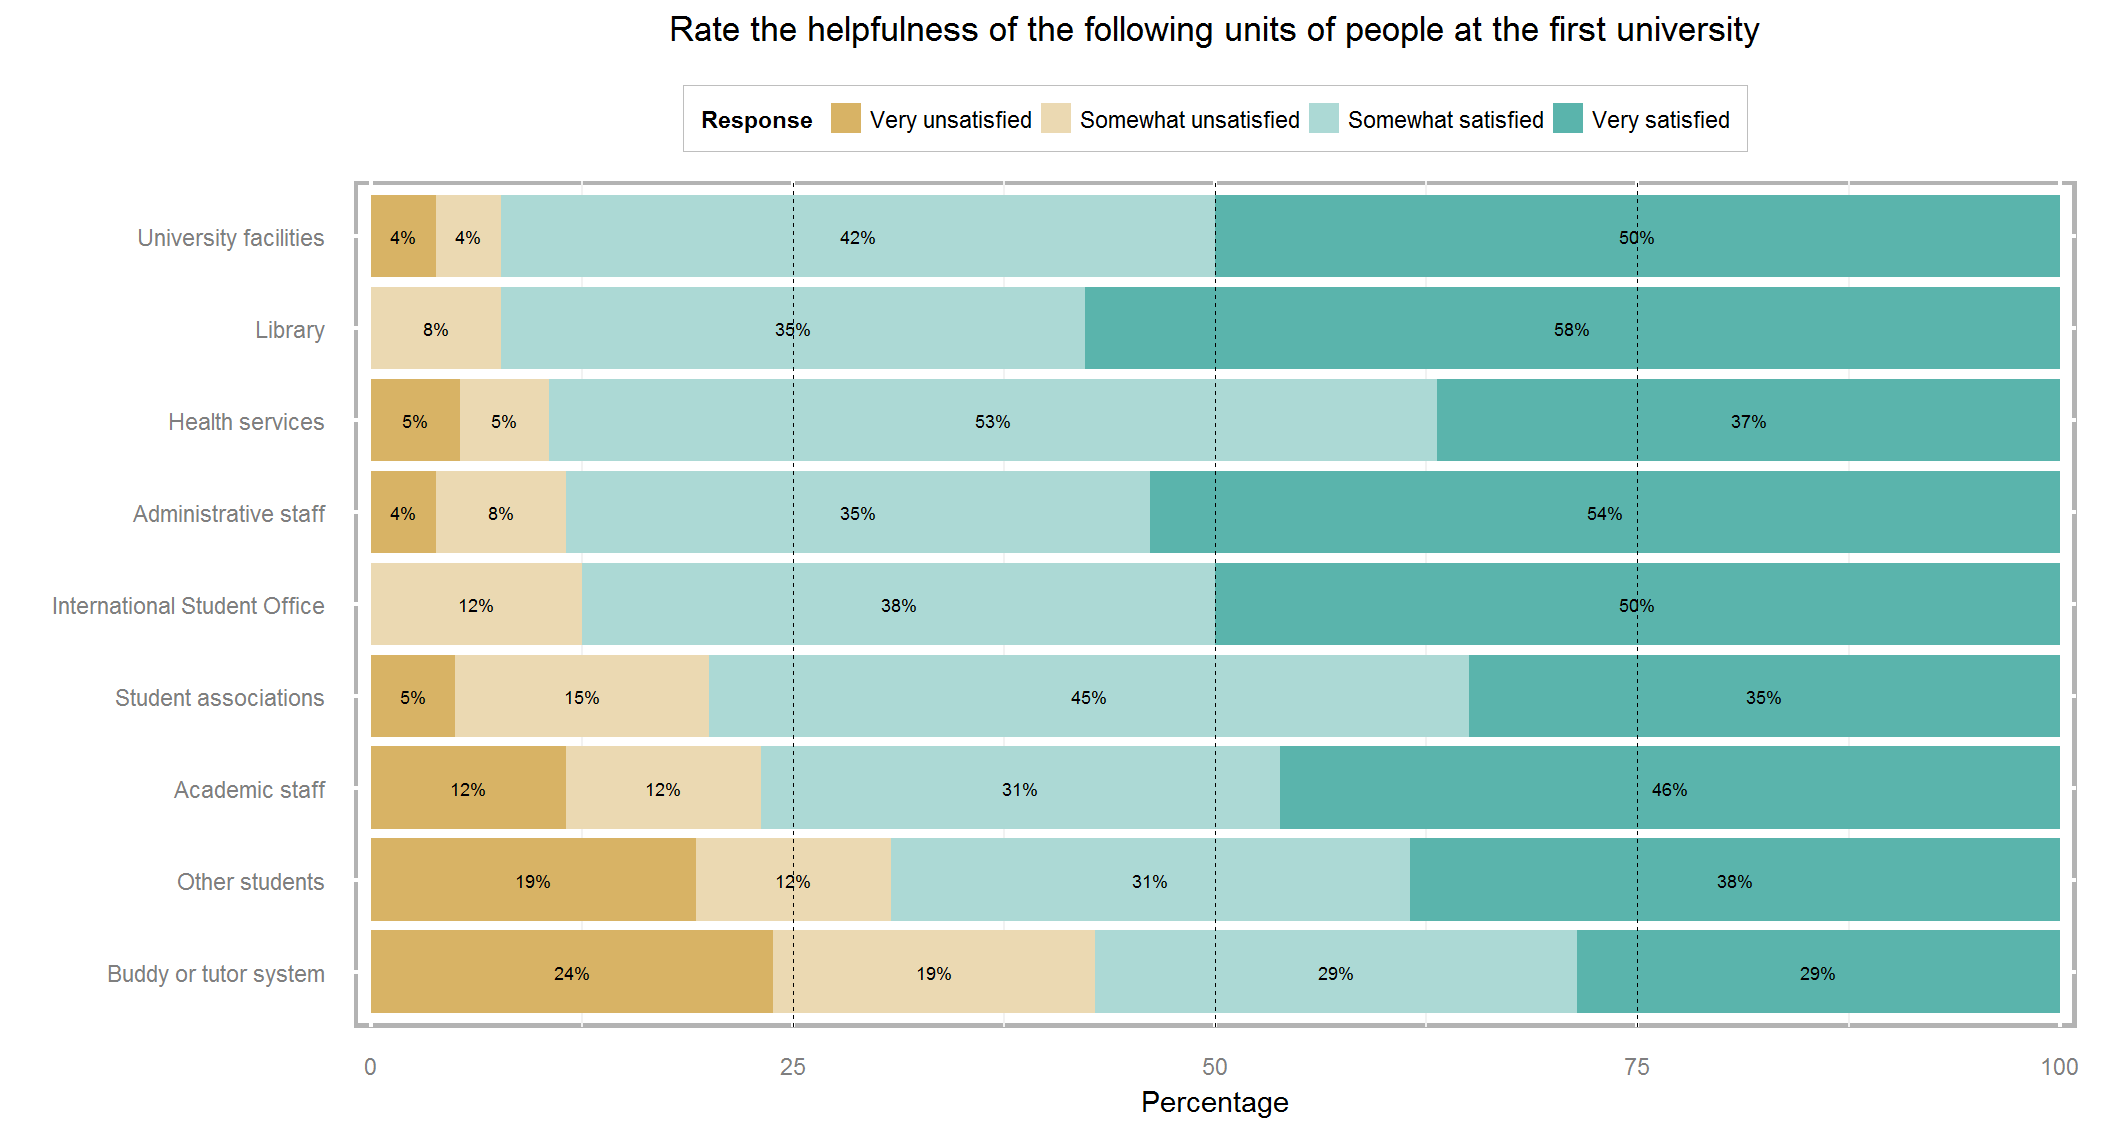 Rate the helpfulness of the following units of people at the first university
Response Very unsatisfied Somewhat unsatisfied Somewhat satisfied Very satisfied
University facilities 4% 4% 42% 50%
Library 8% 35% 58%
Health services 5% 5% 53% 37%
Administrative staff 4% 8% 35% 54%
International Student Office 12% 38% 50%
Student associations 5% 15% 45% 35%
Academic staff 12% 12% 31% 46%
Other students 19% 12% 31% 38%
Buddy or tutor system 24% 19% 29% 29%
0 25 50 75 100
Percentage